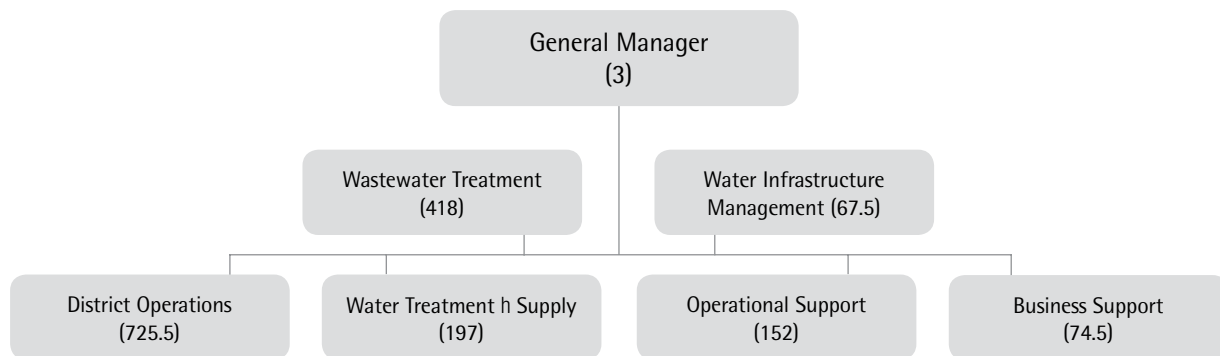 General Manager
(3)
Wastewater Treatment
(418)
Water Infrastructure
Management (67.5)
District Operations
(725.5)
Water Treatment h Supply
(197)
Operational Support
(152)
Business Support
(74.5)